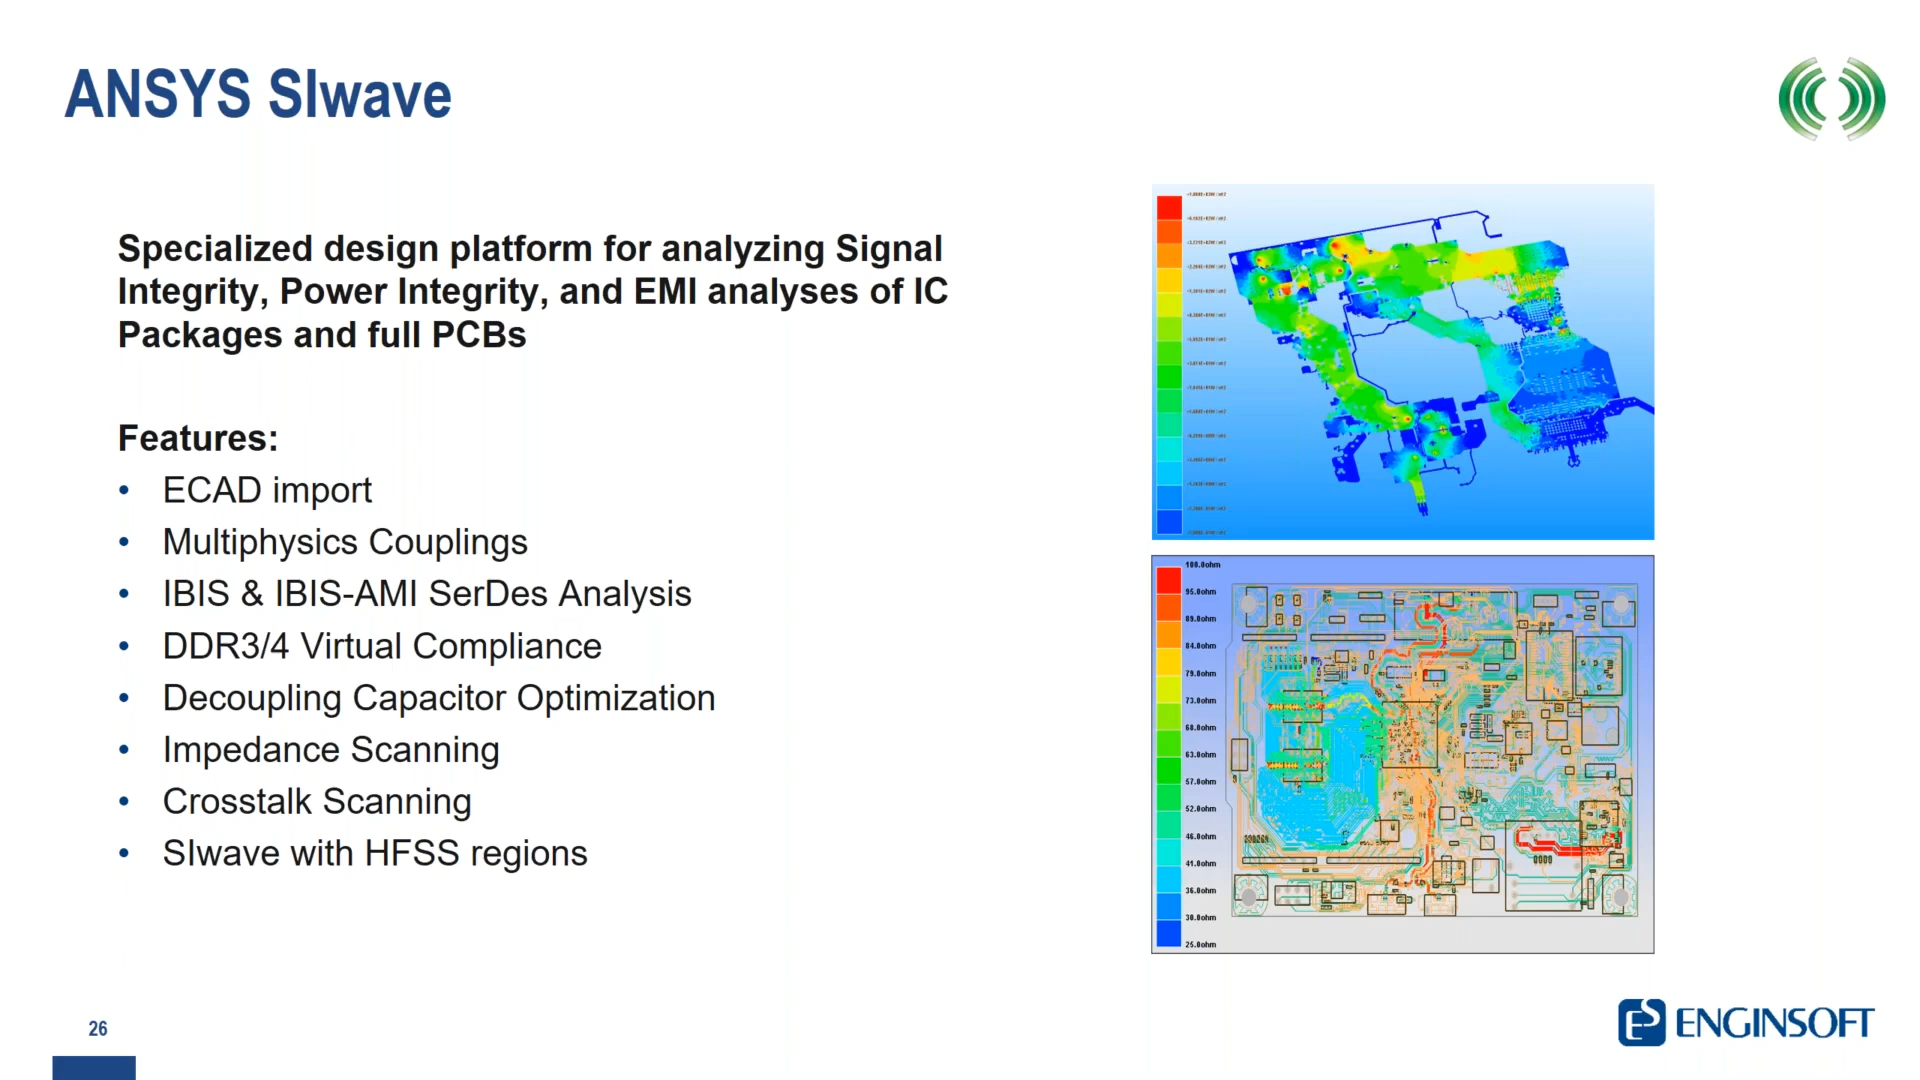 ANSYS SIwave
Specialized design platform for analyzing Signal
Integrity, Power Integrity, and EMI analyses of IC
Packages and full PCBs
Features:
• ECAD import
• Multiphysics Couplings
• IBIS & IBIS-AMI SerDes Analysis
• DDR3/4 Virtual Compliance
• Decoupling Capacitor Optimization
• Impedance Scanning
• Crosstalk Scanning
• SIwave with HFSS regions
100.0ohm
95.0ohm
89.0ohm
84.0ohm
79.0ohm
73.0ohm
68.0ohm
63.0ohm
57.0ohm
52.0ohm
46.0ohm
41.0ohm
36.0ohm
30.0ohm
25.0ohm
26
ENGINSOFT